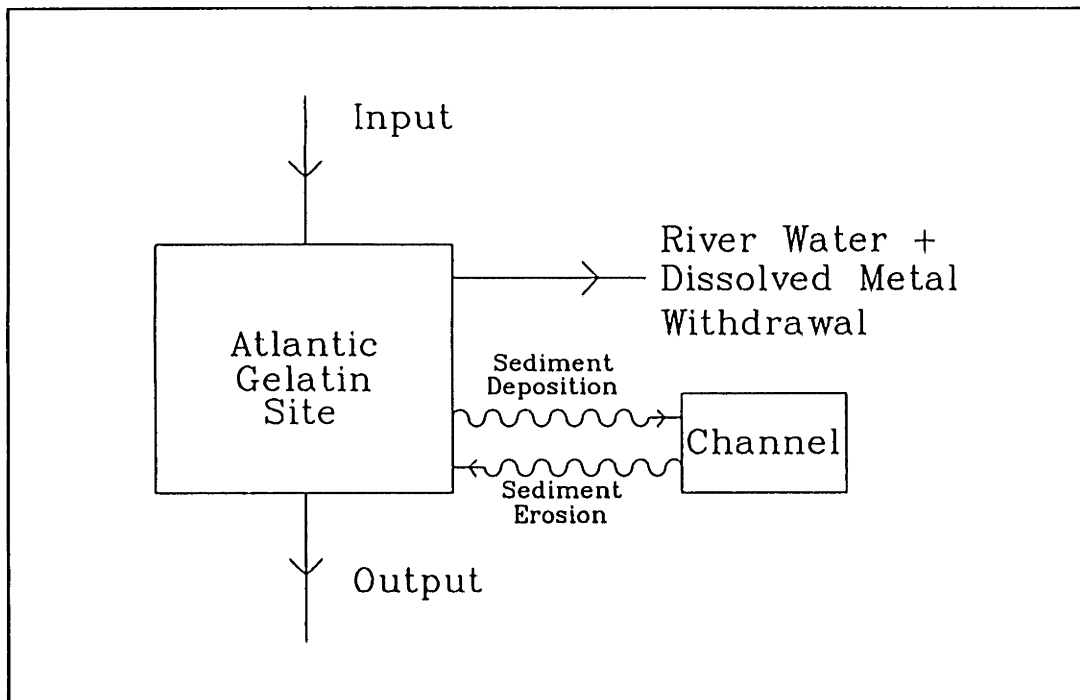 Input
River Water +
Dissolved Metal
Withdrawal
Atlantic
Gelatin
Site
Sediment
Deposition
Channel
Sediment
Erosion
Output